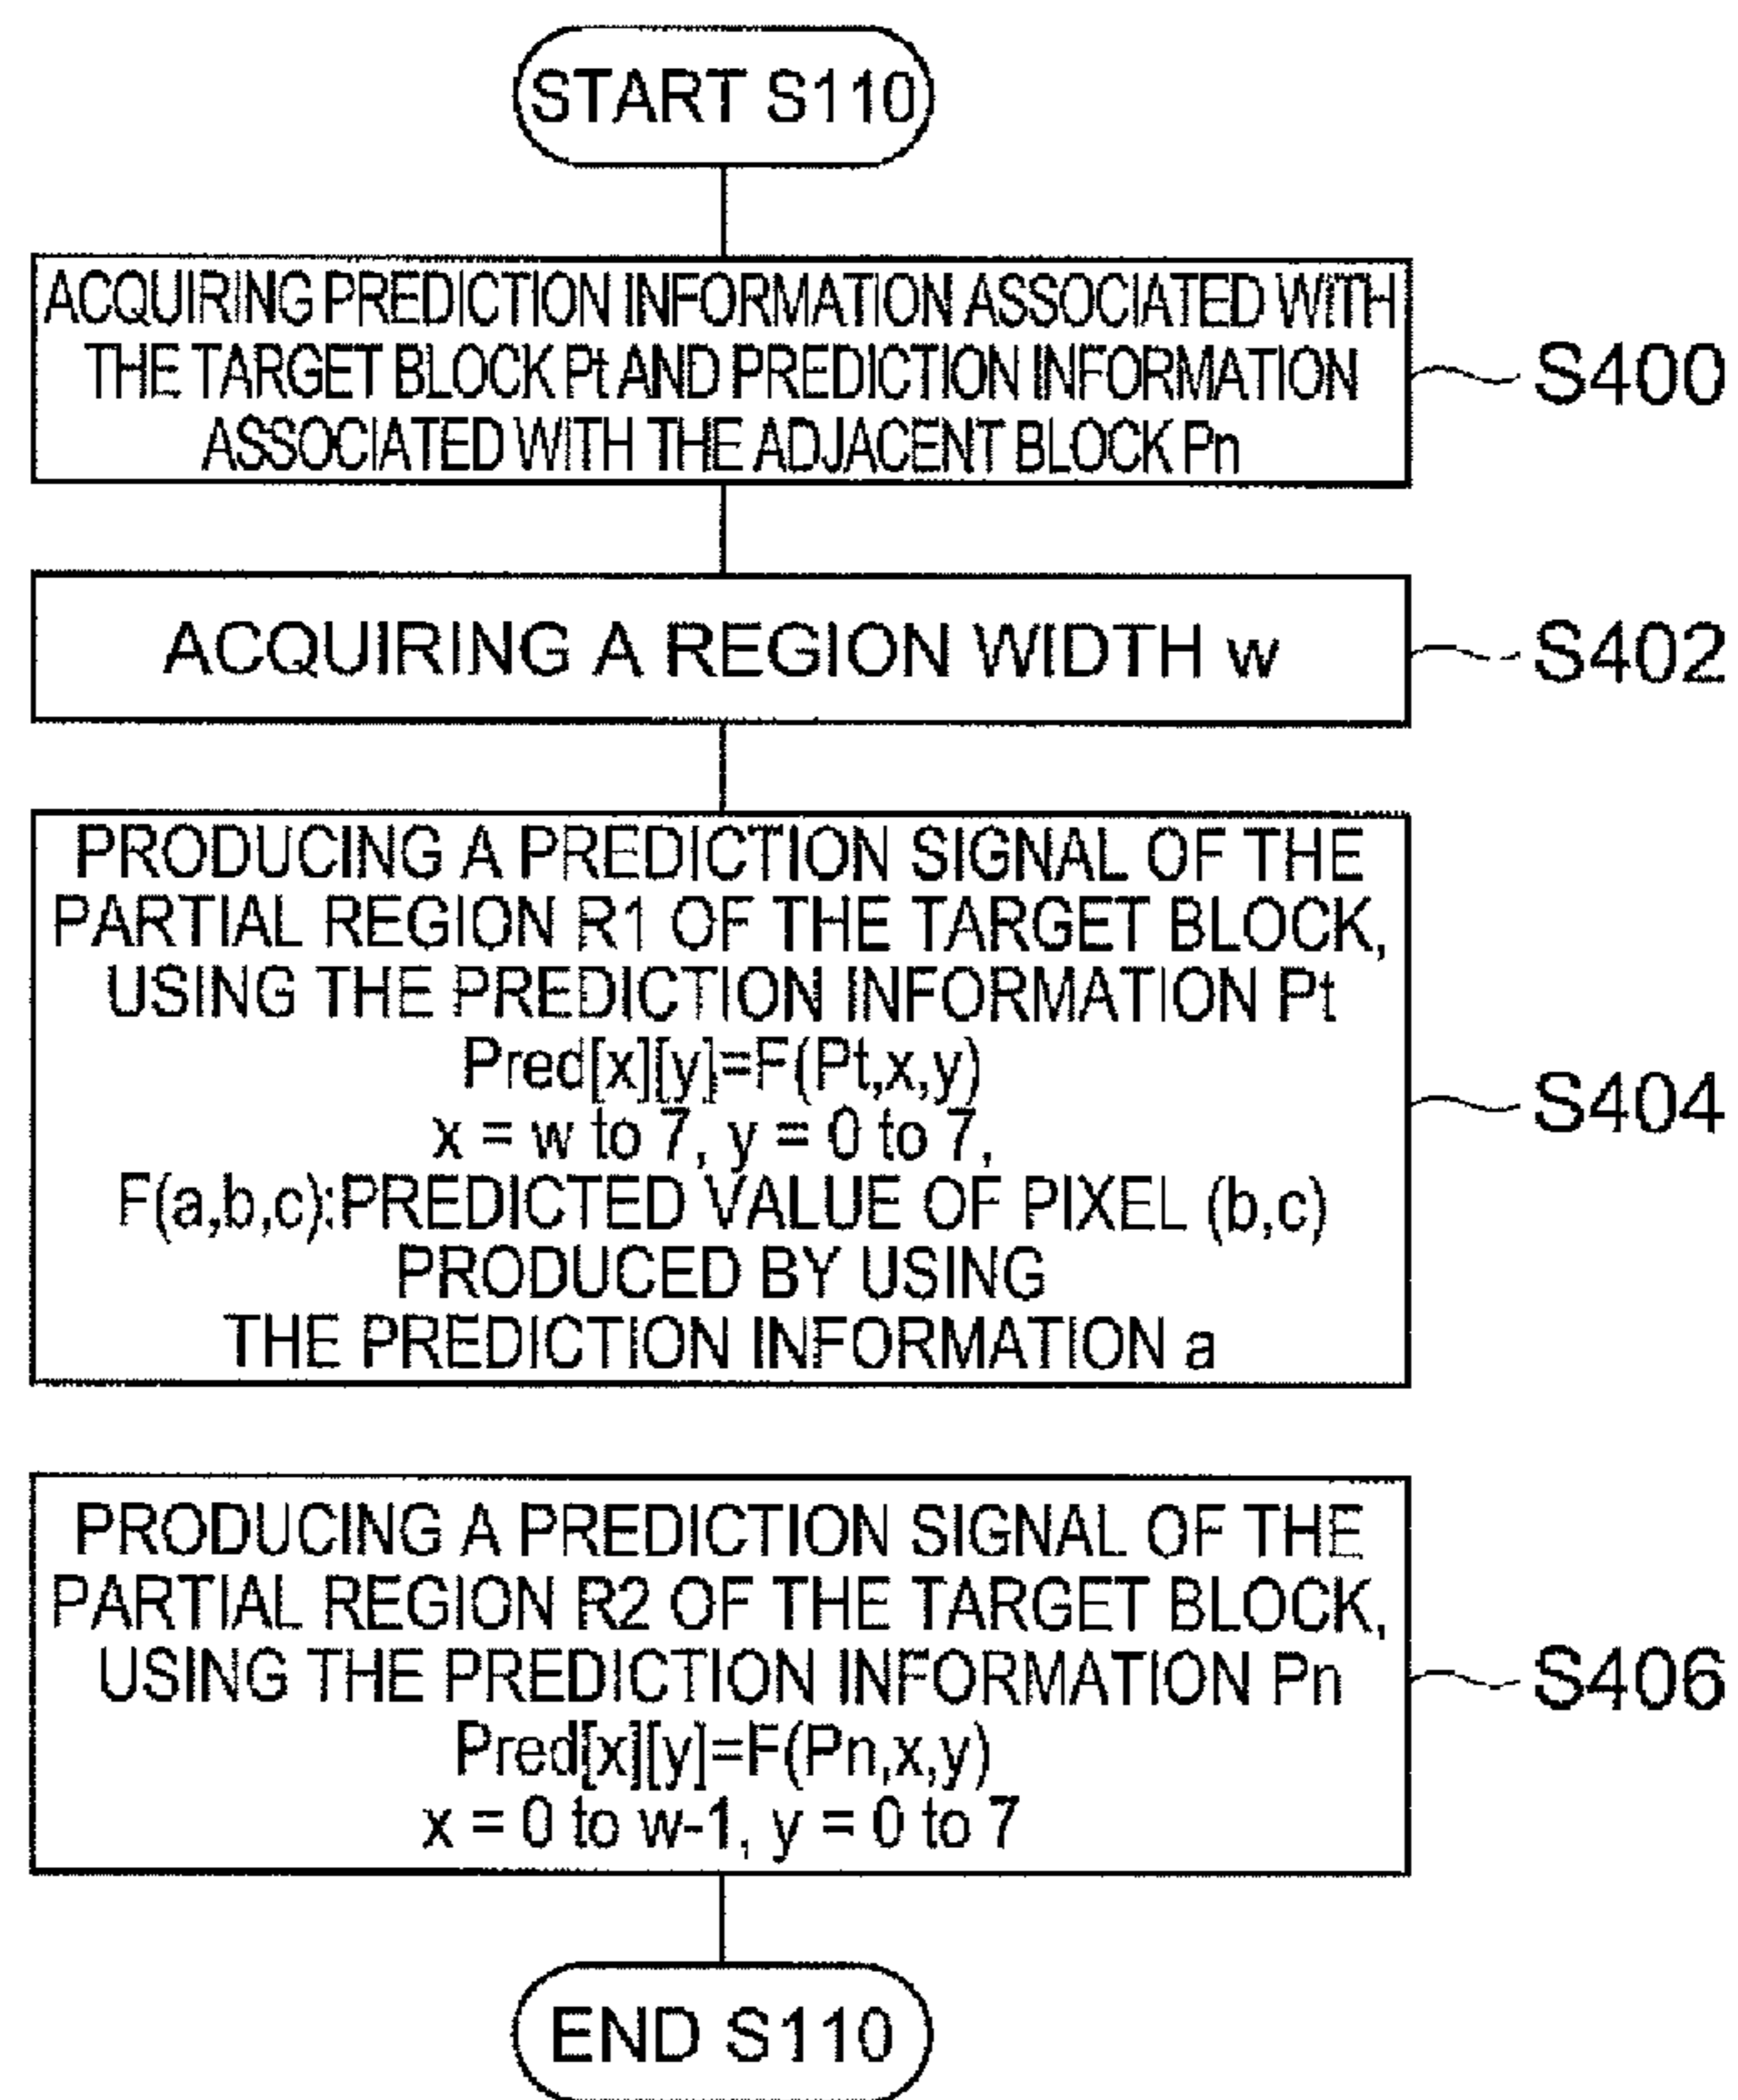 START S110
ACQUIRING PREDICTION INFORMATION ASSOCIATED WITH
THE TARGET BLOCK Pt AND PREDICTION INFORMATION
ASSOCIATED WITH THE ADJACENT BLOCK Pn
S400
ACQUIRING A REGION WIDTH w
S402
PRODUCING A PREDICTION SIGNAL OF THE
PARTIAL REGION R1 OF THE TARGET BLOCK,
USING THE PREDICTION INFORMATION Pt
Pred[x][y]=F(Pt,x,y)
x = w to 7, y = 0 to 7,
F(a,b,c):PREDICTED VALUE OF PIXEL (b,c)
PRODUCED BY USING
THE PREDICTION INFORMATION a
S404
PRODUCING A PREDICTION SIGNAL OF THE
PARTIAL REGION R2 OF THE TARGET BLOCK,
USING THE PREDICTION INFORMATION Pn
Pred[x][y]=F(Pn,x,y)
x = 0 to w-1, y = 0 to 7
S406
END S110